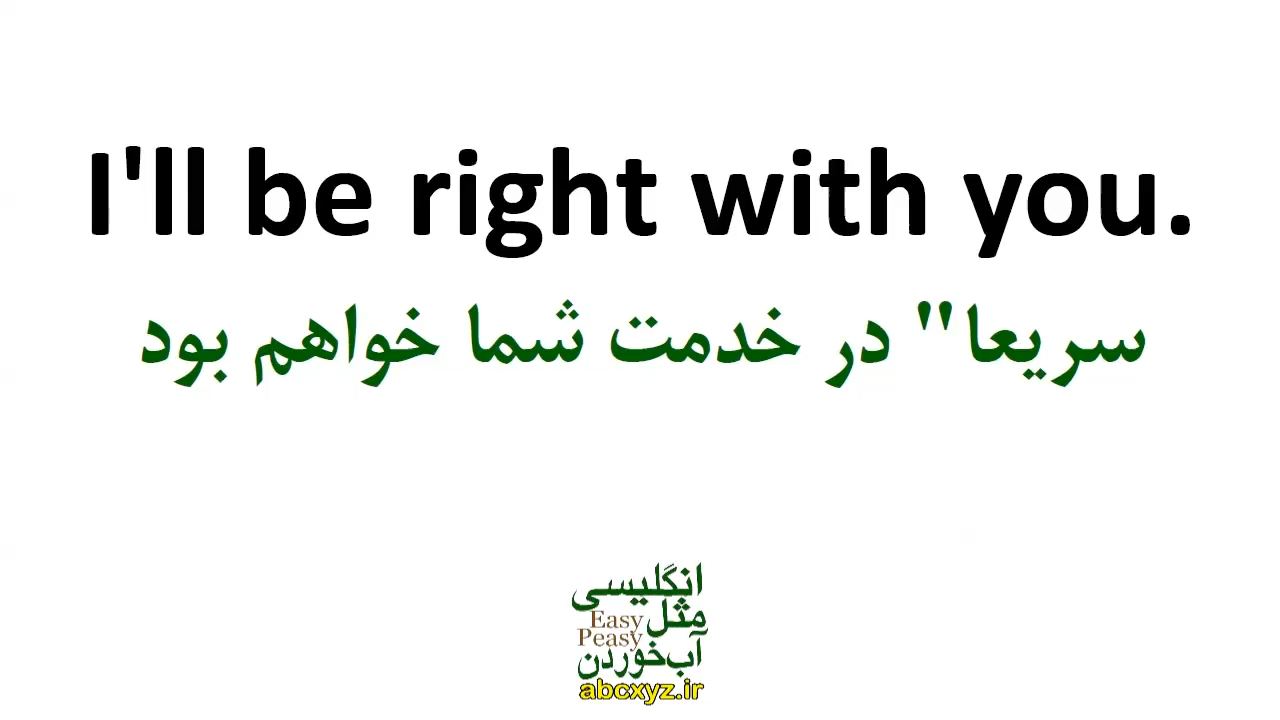 I'll be right with you.
سریعا" در خدمت شما خواهم بود
انگلیسی
مثل
Easy
Peasy
آب‌خوردن
abcxyz.ir